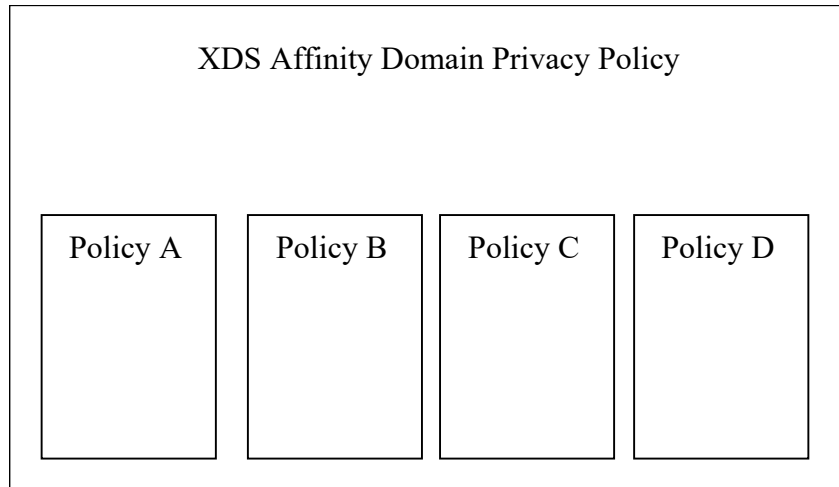 XDS Affinity Domain Privacy Policy
Policy A
Policy B
Policy C
Policy D